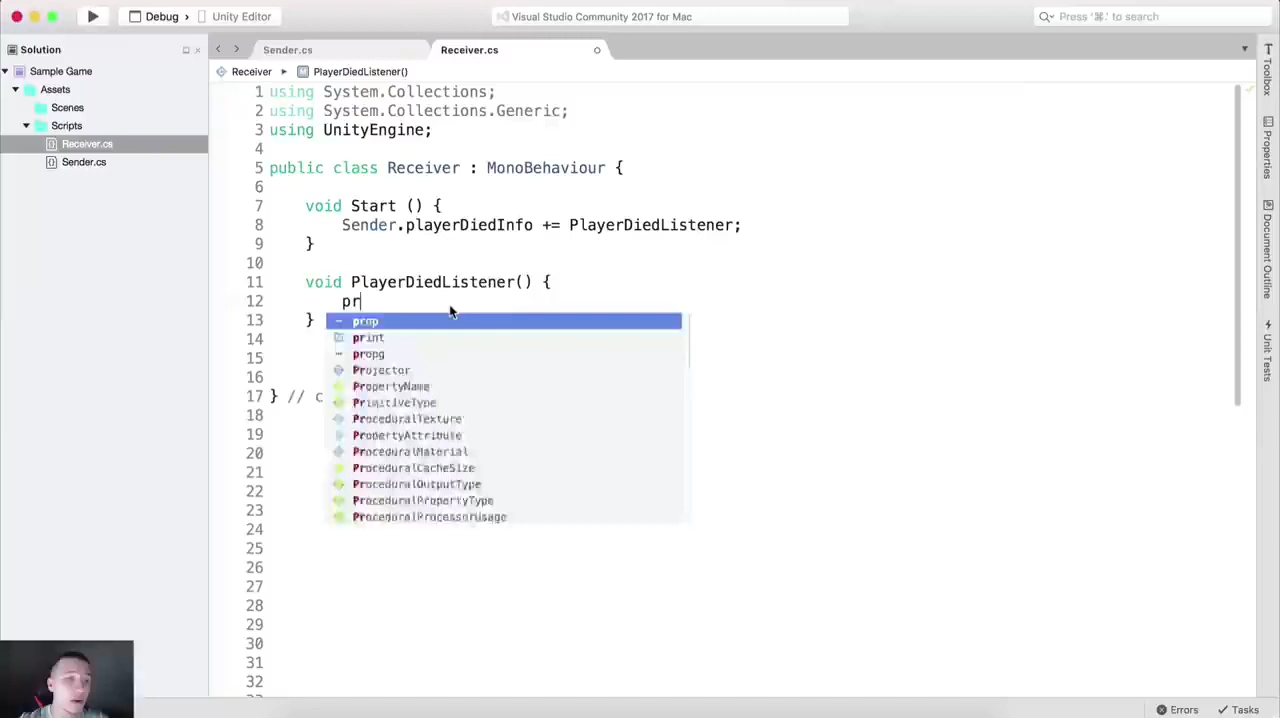 Debug
Unity Editor
Visual Studio Community 2017 for Mac
Press '⌘.' to search
Solution
Sender.cs
Receiver.cs
Sample Game
Assets
Scenes
Scripts
Receiver.cs
Sender.cs
Receiver
PlayerDiedListener()
1 using System.Collections;
2 using System.Collections.Generic;
3 using UnityEngine;
4
5 public class Receiver : MonoBehaviour {
6
7 void Start () {
8 Sender.playerDiedInfo += PlayerDiedListener;
9 }
10
11 void PlayerDiedListener() {
12 pr
13 }
14
15
16
17 } // c
18
19
20
21
22
23
24
25
26
27
28
29
30
31
32
prop
print
propg
Projector
PropertyName
PrimitiveType
ProceduralTexture
PropertyAttribute
ProceduralMaterial
ProceduralCacheSize
ProceduralOutputType
ProceduralPropertyType
ProceduralProcessorUsage
Toolbox
Properties
Document Outline
Unit Tests
Errors
Tasks